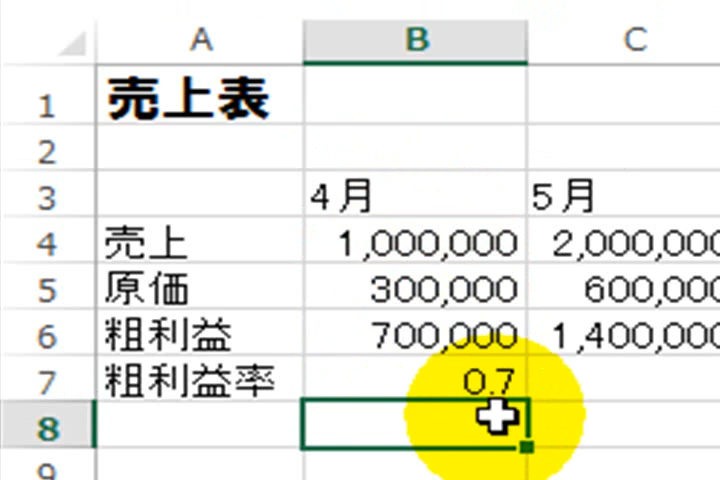 A B C
1 売上表
2
3 4月 5月
4 売上 1,000,000 2,000,000
5 原価 300,000 600,000
6 粗利益 700,000 1,400,000
7 粗利益率 0.7
8
9